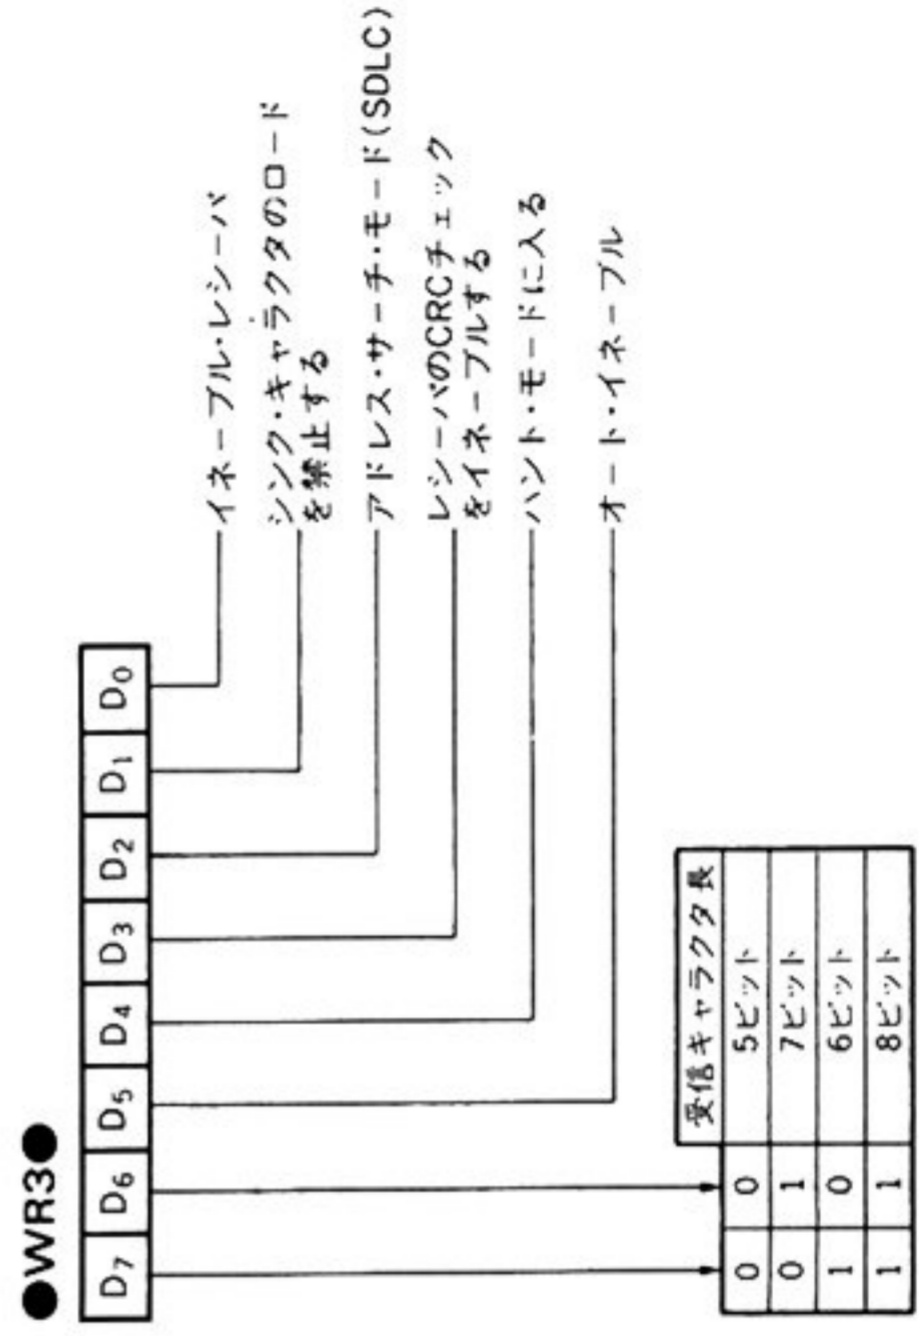 ●WR3●
D7 D6 D5 D4 D3 D2 D1 D0
イネーブル・レシーバ
シンク・キャラクタのロード
を禁止する
アドレス・サーチ・モード(SDLC)
レシーバのCRCチェック
をイネーブルする
ハント・モードに入る
オート・イネーブル
受信キャラクタ長
0 0 5ビット
0 1 7ビット
1 0 6ビット
1 1 8ビット